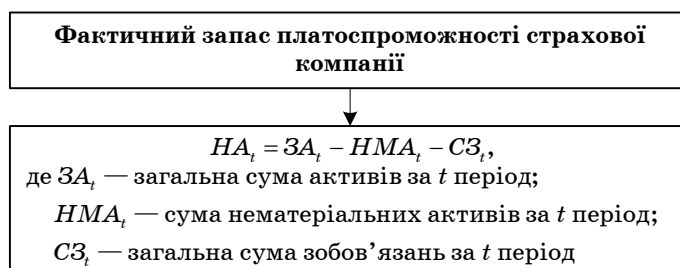 Фактичний запас платоспроможності страхової
компанії
НА_t = ЗА_t – НМА_t – СЗ_t,
де ЗА_t — загальна сума активів за t період;
НМА_t — сума нематеріальних активів за t період;
СЗ_t — загальна сума зобов’язань за t період